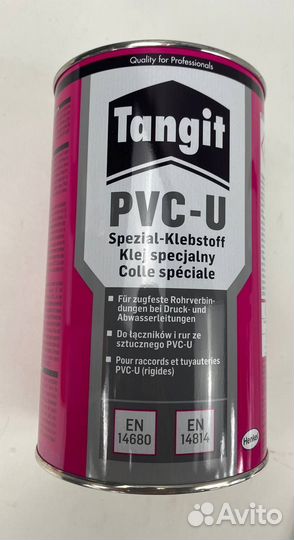 Quality for Professionals
Tangit
PVC-U
Spezial-Klebstoff
Klej specjalny
Colle spéciale
Für zugfeste Rohrverbin-
dungen bei Druck- und
Abwasserleitungen
Do łączników i rur ze
sztucznego PVC-U
Pour raccords et tuyauteries
PVC-U (rigides)
EN
14680
EN
14814
Henkel
Avito